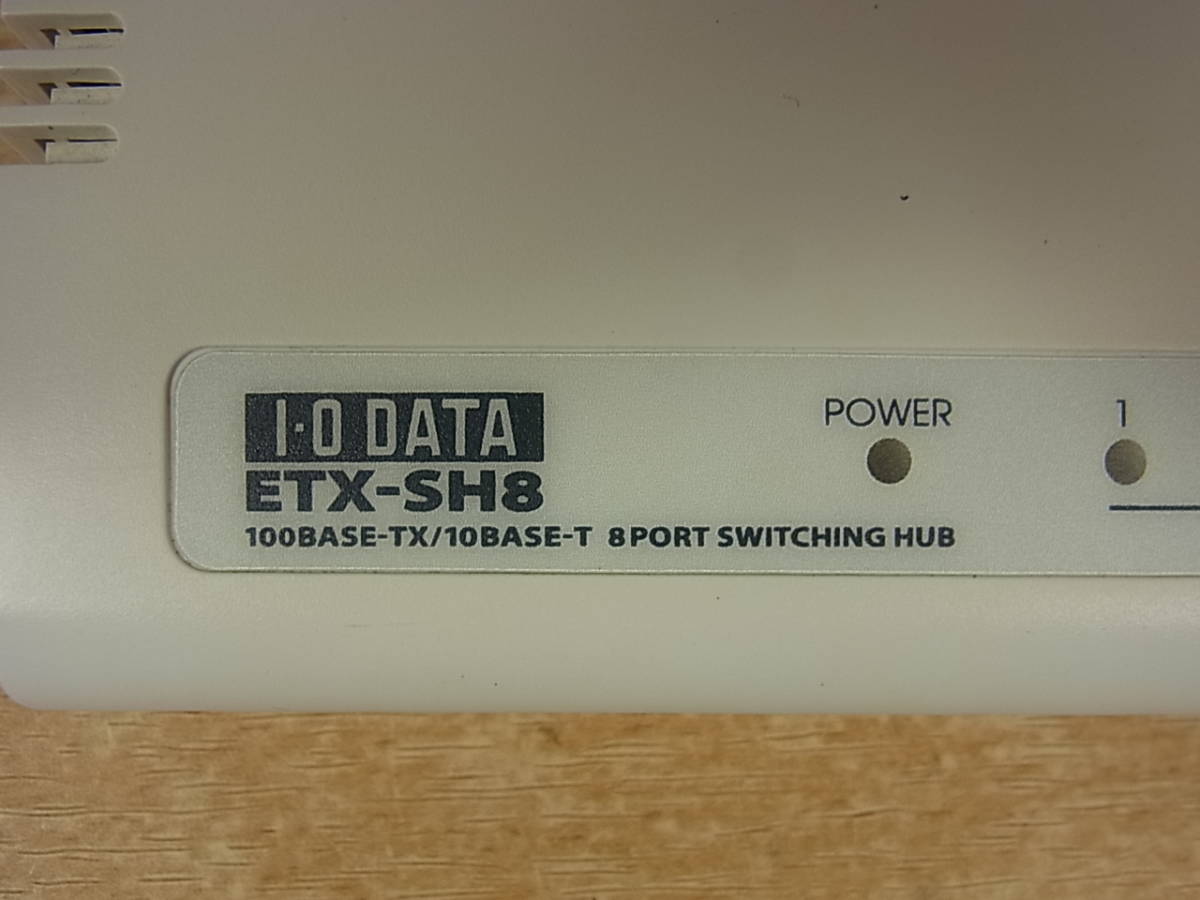 I·O DATA
ETX-SH8
100BASE-TX/10BASE-T 8PORT SWITCHING HUB
POWER
1